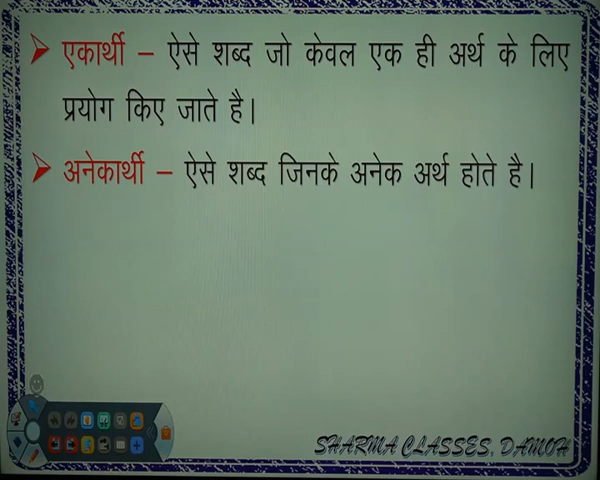 एकार्थी – ऐसे शब्द जो केवल एक ही अर्थ के लिए
प्रयोग किए जाते है।
अनेकार्थी – ऐसे शब्द जिनके अनेक अर्थ होते है।
SHARMA CLASSES, DAMOH